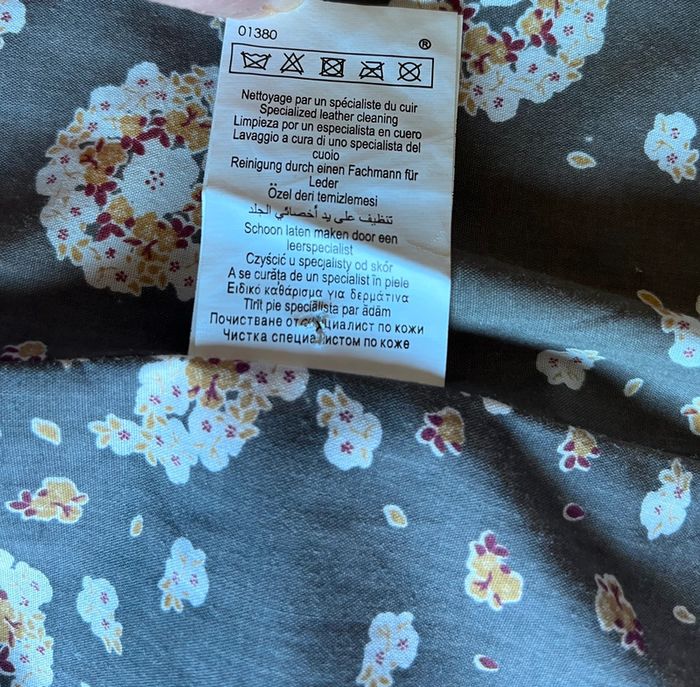 01380
®
Nettoyage par un spécialiste du cuir
Specialized leather cleaning
Limpieza por un especialista en cuero
Lavaggio a cura di uno specialista del
cuoio
Reinigung durch einen Fachmann für
Leder
Özel deri temizlemesi
تنظيف على يد أخصائي الجلد
Schoon laten maken door een
leerspecialist
Czyścić u specjalisty od skór
A se curăța de un specialist în piele
Ειδικό καθάρισμα για δερμάτινα
Tīrīt pie speciālista par ādām
Почистване от специалист по кожи
Чистка специалистом по коже